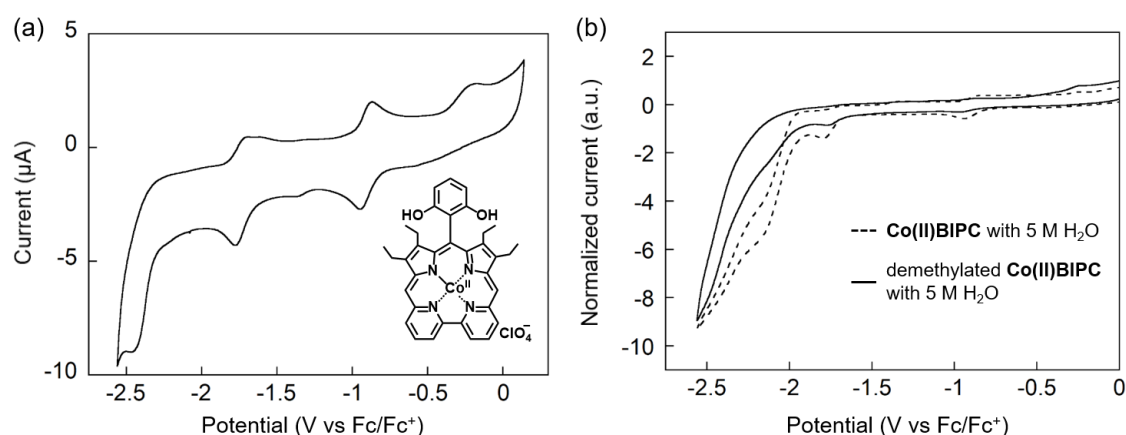 (a)
5
0
-5
-10
Current (μA)
-2.5 -2 -1.5 -1 -0.5 0
Potential (V vs Fc/Fc⁺)
OH OH
N N
Co^II
N N
ClO₄⁻
(b)
2
0
-2
-4
-6
-8
-10
Normalized current (a.u.)
Co(II)BIPC with 5 M H₂O
demethylated Co(II)BIPC
with 5 M H₂O
-2.5 -2 -1.5 -1 -0.5 0
Potential (V vs Fc/Fc⁺)